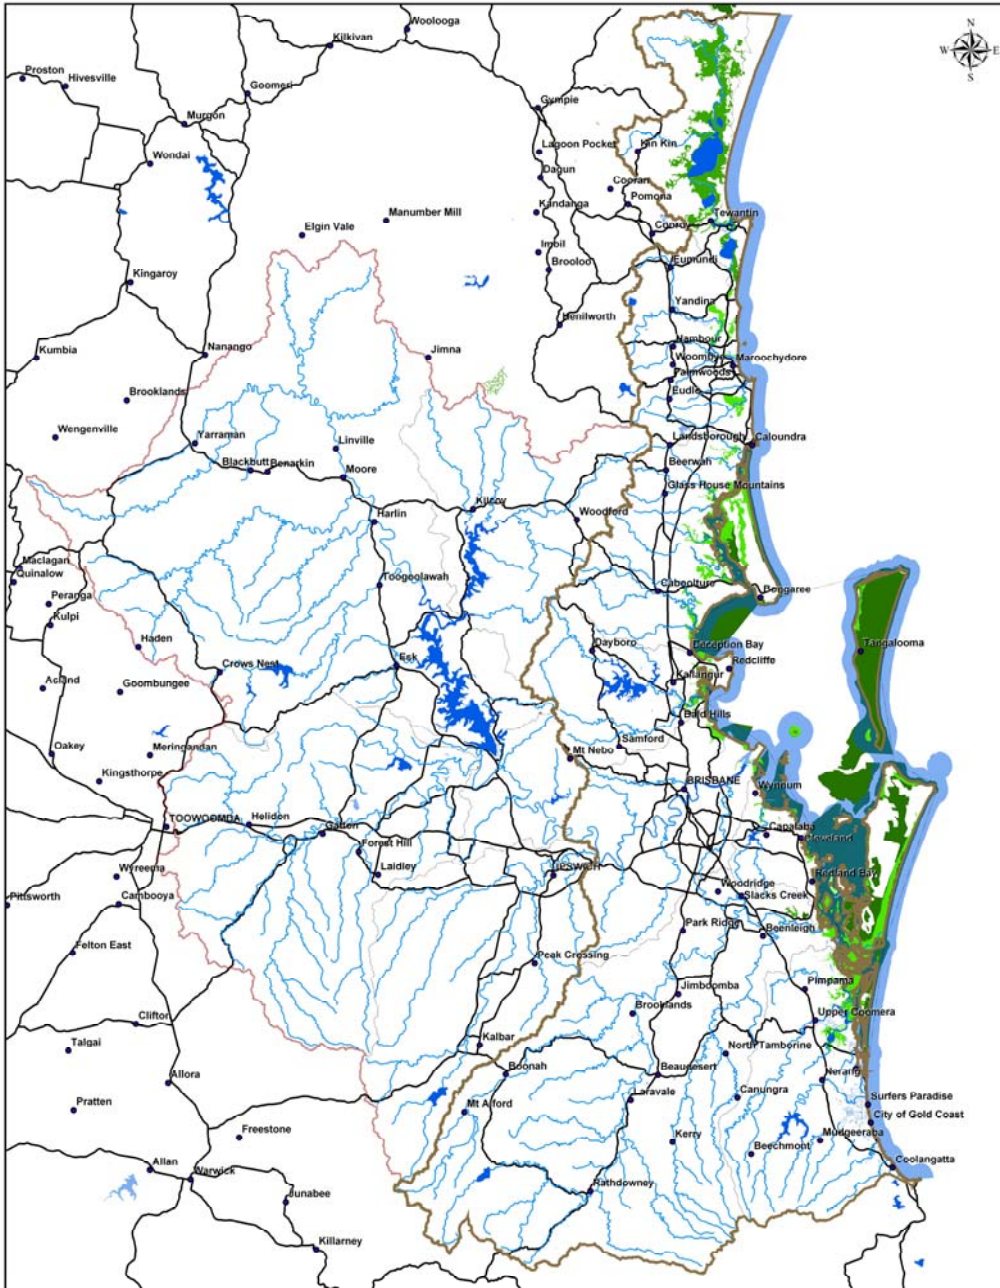 Woolooga
Kilkivan
N
W
E
S
Proston
Hivesville
Goomeri
Gympie
Murgon
Lagoon Pocket
Kin Kin
Wondai
Dagun
Cooran
Pomona
Kandanga
Manumber Mill
Tewantin
Elgin Vale
Cooroy
Imbil
Brooloo
Eumundi
Kingaroy
Yandina
Kenilworth
Nambour
Kumbia
Nanango
Jimna
Woombye
Maroochydore
Palmwoods
Eudlo
Brooklands
Wengenville
Yarraman
Linville
Landsborough
Caloundra
Blackbutt
Benarkin
Moore
Beerwah
Glass House Mountains
Kilcoy
Harlin
Woodford
Maclagan
Quinalow
Toogoolawah
Caboolture
Bongaree
Peranga
Kulpi
Haden
Dayboro
Deception Bay
Tangalooma
Crows Nest
Esk
Redcliffe
Kallangur
Acland
Goombungee
Bald Hills
Samford
Oakey
Meringandan
Mt Nebo
Kingsthorpe
BRISBANE
Wynnum
TOOWOOMBA
Helidon
Gatton
Capalaba
Cleveland
Forest Hill
Laidley
IPSWICH
Wyreema
Redland Bay
Woodridge
Slacks Creek
Pittsworth
Cambooya
Park Ridge
Beenleigh
Felton East
Peak Crossing
Jimboomba
Pimpama
Brooklands
Upper Coomera
Clifton
Talgai
Kalbar
North Tamborine
Boonah
Beaudesert
Nerang
Allora
Laravale
Canungra
Surfers Paradise
Pratten
Mt Alford
City of Gold Coast
Freestone
Kerry
Mudgeeraba
Beechmont
Allan
Warwick
Coolangatta
Junabee
Rathdowney
Killarney